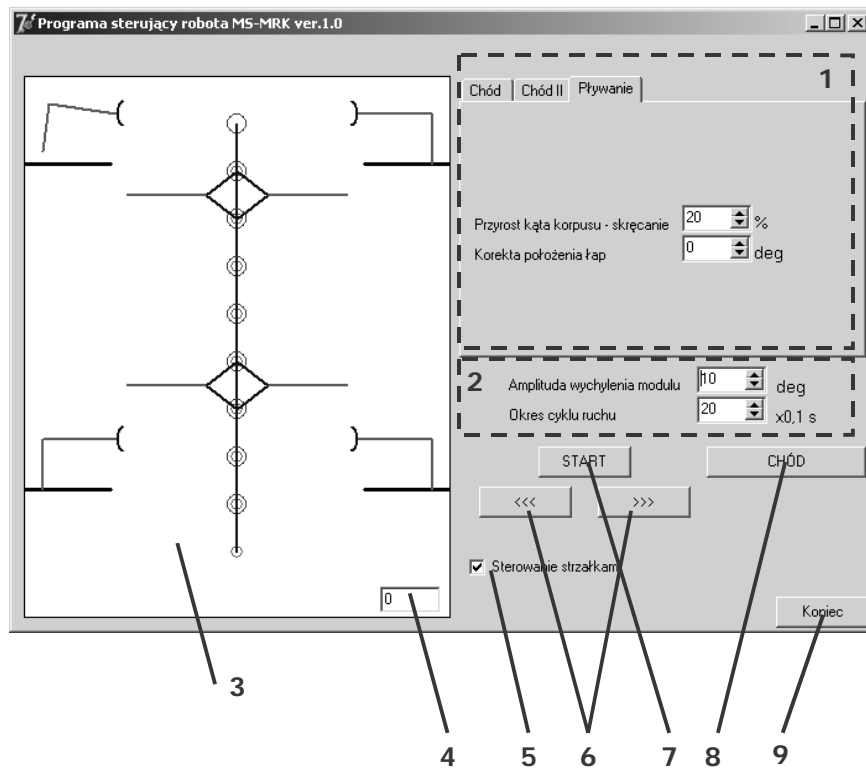 Programa sterujący robota MS-MRK ver.1.0
1
Chód Chód II Pływanie
Przyrost kąta korpusu - skręcanie 20 %
Korekta położenia łap 0 deg
2
Amplituda wychylenia modulu 10 deg
Okres cyklu ruchu 20 x0,1 s
START CHÓD
<<< >>>
Sterowanie strzałkam
0
Koniec
3
4 5 6 7 8 9